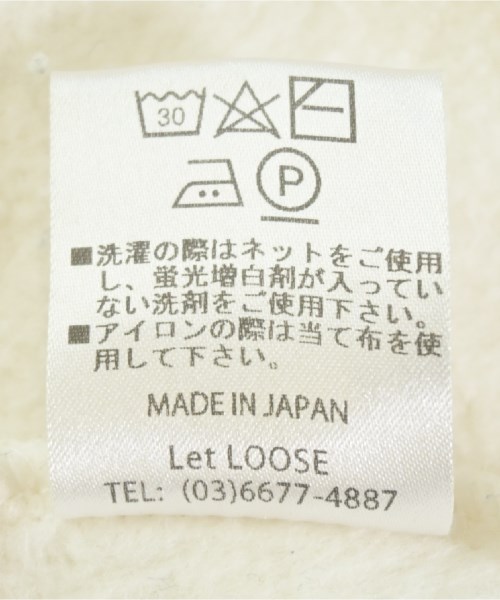 30
P
■洗濯の際はネットをご使用
し、蛍光増白剤が入ってい
ない洗剤をご使用下さい。
■アイロンの際は当て布を使
用して下さい。
MADE IN JAPAN
Let LOOSE
TEL: (03)6677-4887